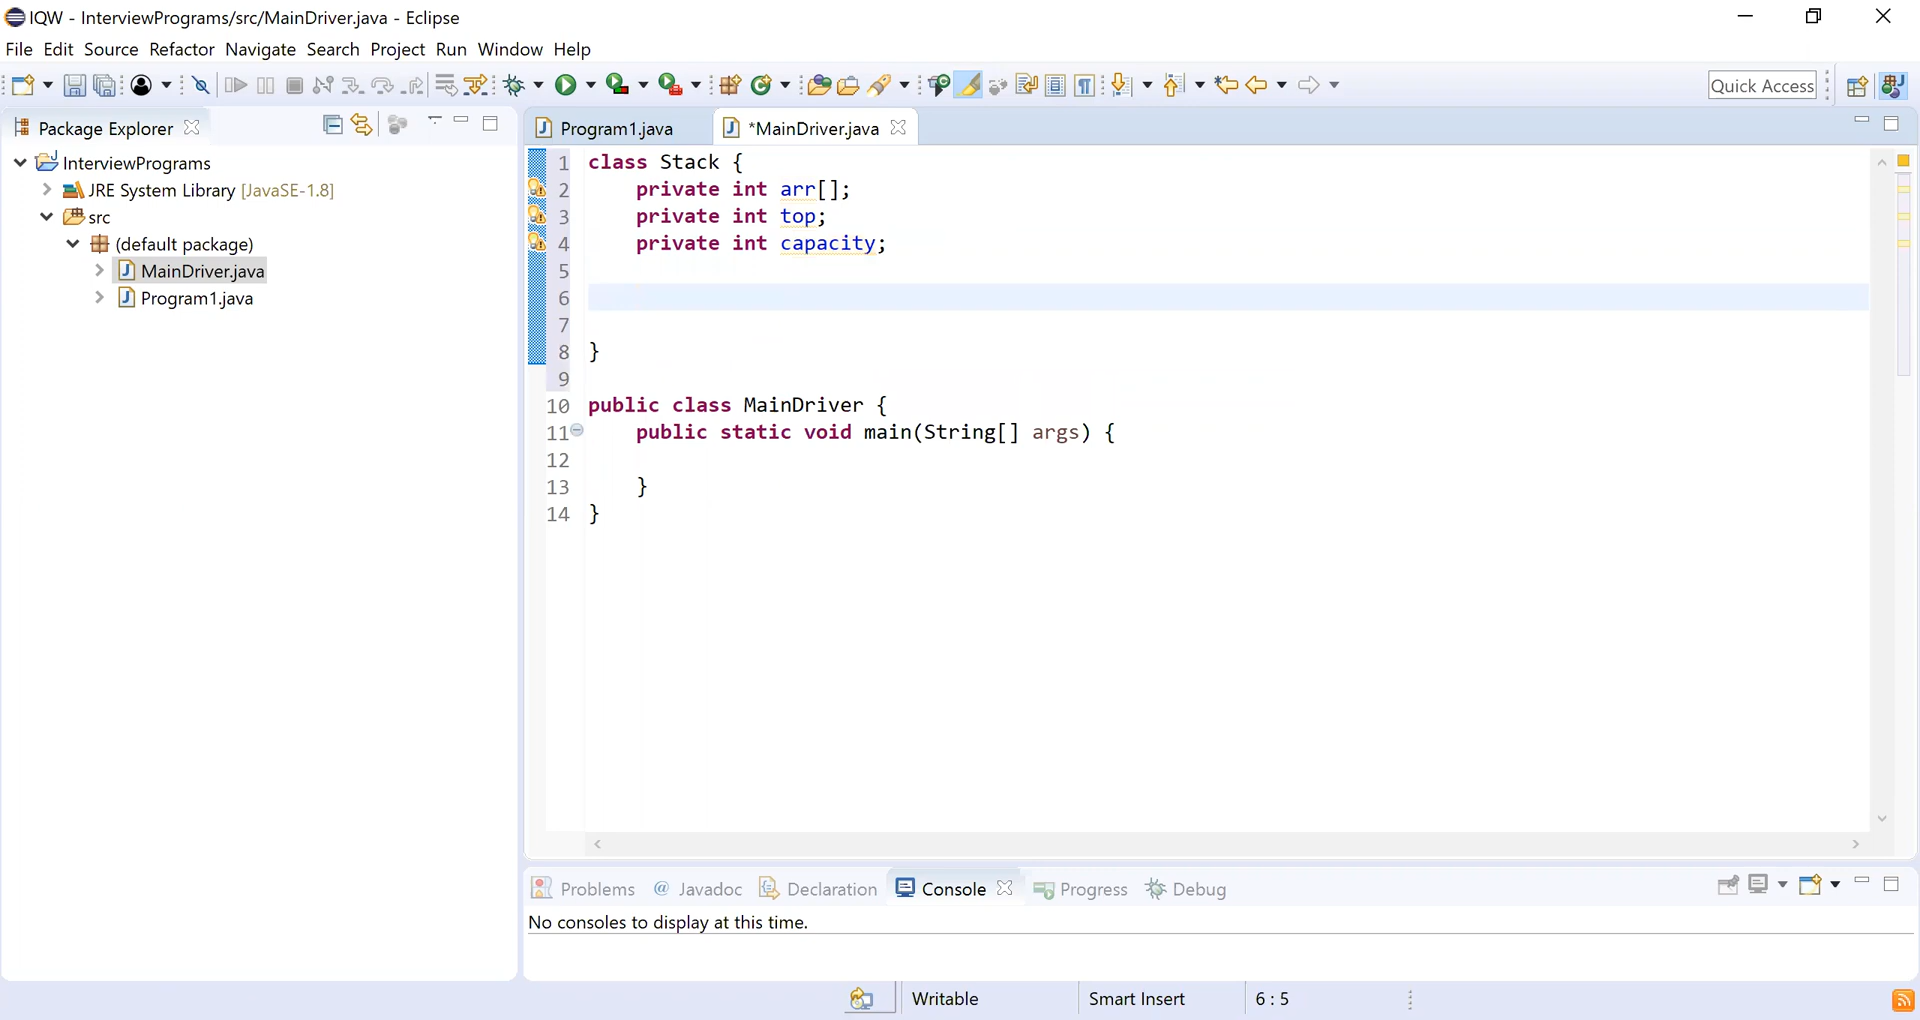 IQW - InterviewPrograms/src/MainDriver.java - Eclipse
File Edit Source Refactor Navigate Search Project Run Window Help
Quick Access
Package Explorer
InterviewPrograms
JRE System Library [JavaSE-1.8]
src
(default package)
MainDriver.java
Program1.java
Program1.java *MainDriver.java
1 class Stack {
2 private int arr[];
3 private int top;
4 private int capacity;
5
6
7
8 }
9
10 public class MainDriver {
11 public static void main(String[] args) {
12
13 }
14 }
Problems @ Javadoc Declaration Console Progress Debug
No consoles to display at this time.
Writable Smart Insert 6 : 5